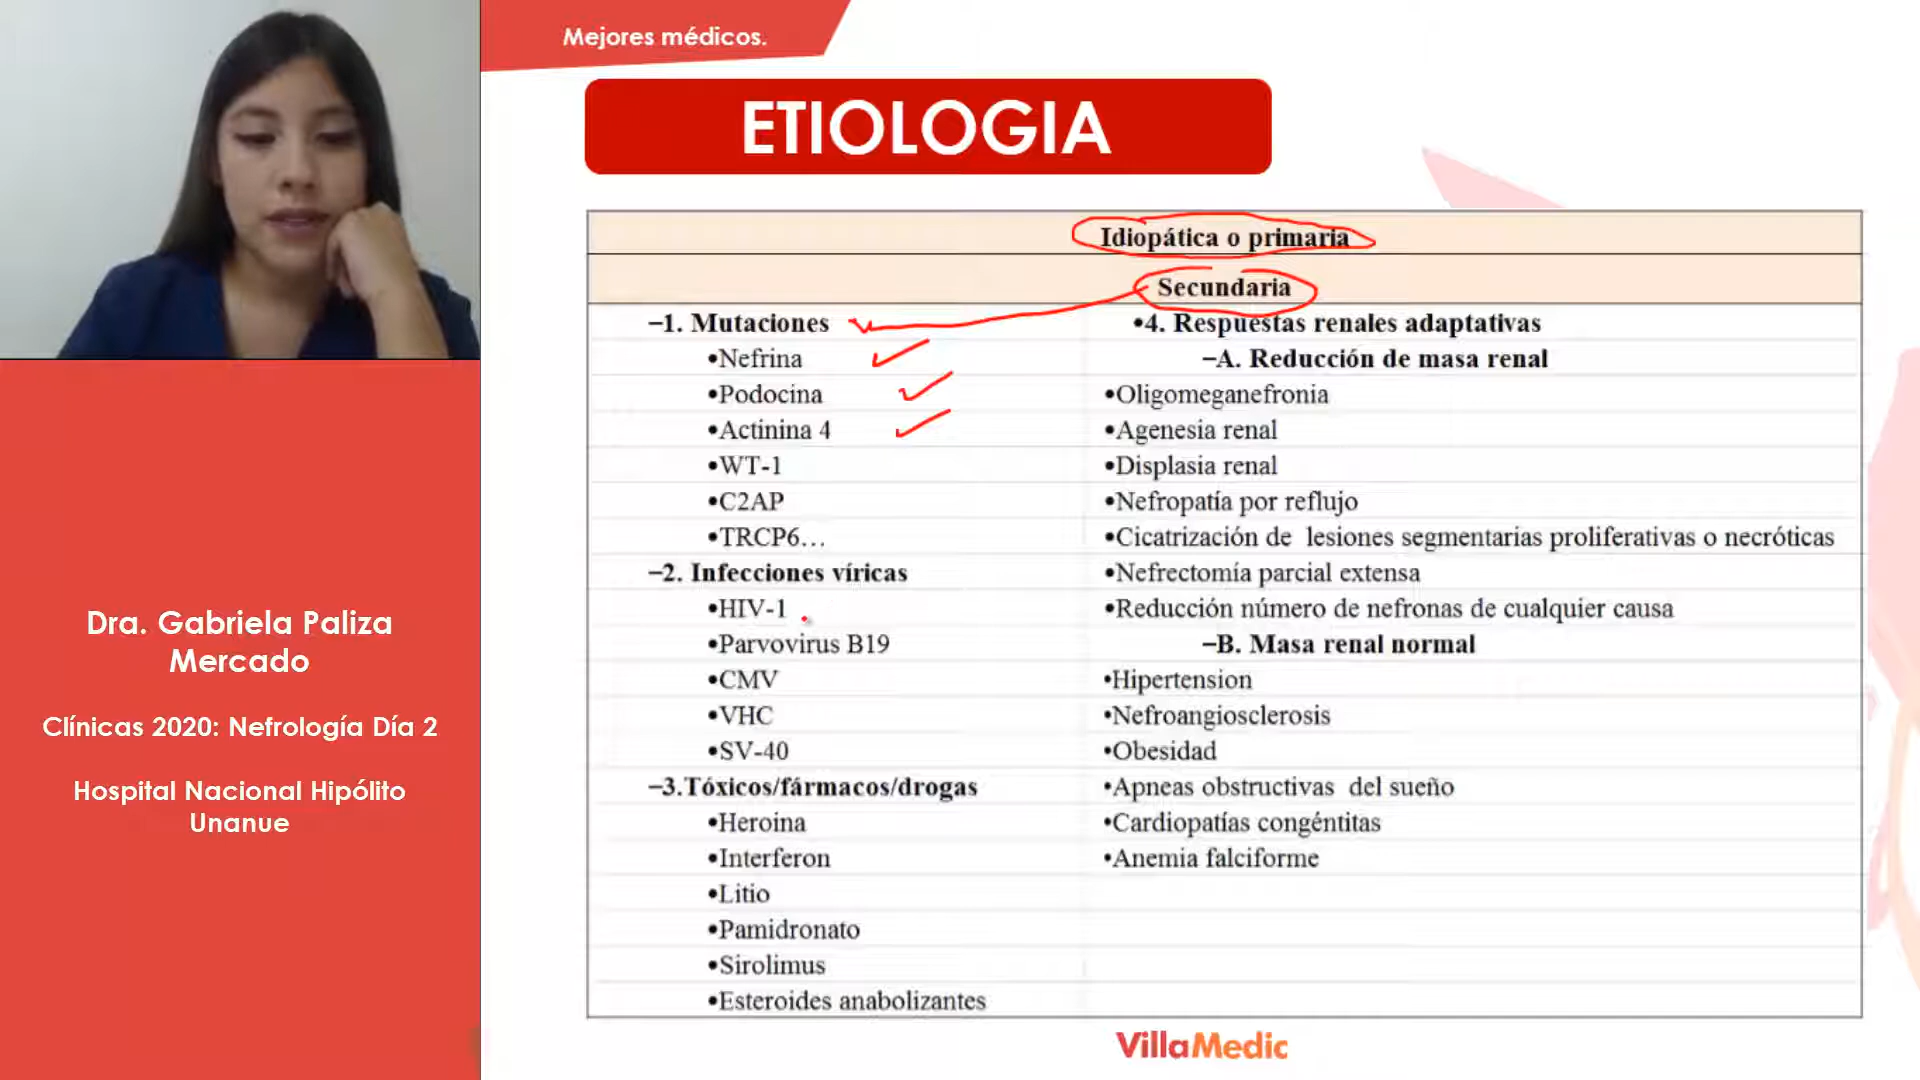 Mejores médicos.
ETIOLOGIA
Idiopática o primaria
Secundaria
–1. Mutaciones
•Nefrina
•Podocina
•Actinina 4
•WT-1
•C2AP
•TRCP6…
–2. Infecciones víricas
•HIV-1
•Parvovirus B19
•CMV
•VHC
•SV-40
–3.Tóxicos/fármacos/drogas
•Heroina
•Interferon
•Litio
•Pamidronato
•Sirolimus
•Esteroides anabolizantes
•4. Respuestas renales adaptativas
–A. Reducción de masa renal
•Oligomeganefronia
•Agenesia renal
•Displasia renal
•Nefropatía por reflujo
•Cicatrización de lesiones segmentarias proliferativas o necróticas
•Nefrectomía parcial extensa
•Reducción número de nefronas de cualquier causa
–B. Masa renal normal
•Hipertension
•Nefroangiosclerosis
•Obesidad
•Apneas obstructivas del sueño
•Cardiopatías congéntitas
•Anemia falciforme
Dra. Gabriela Paliza
Mercado
Clínicas 2020: Nefrología Día 2
Hospital Nacional Hipólito
Unanue
VillaMedic